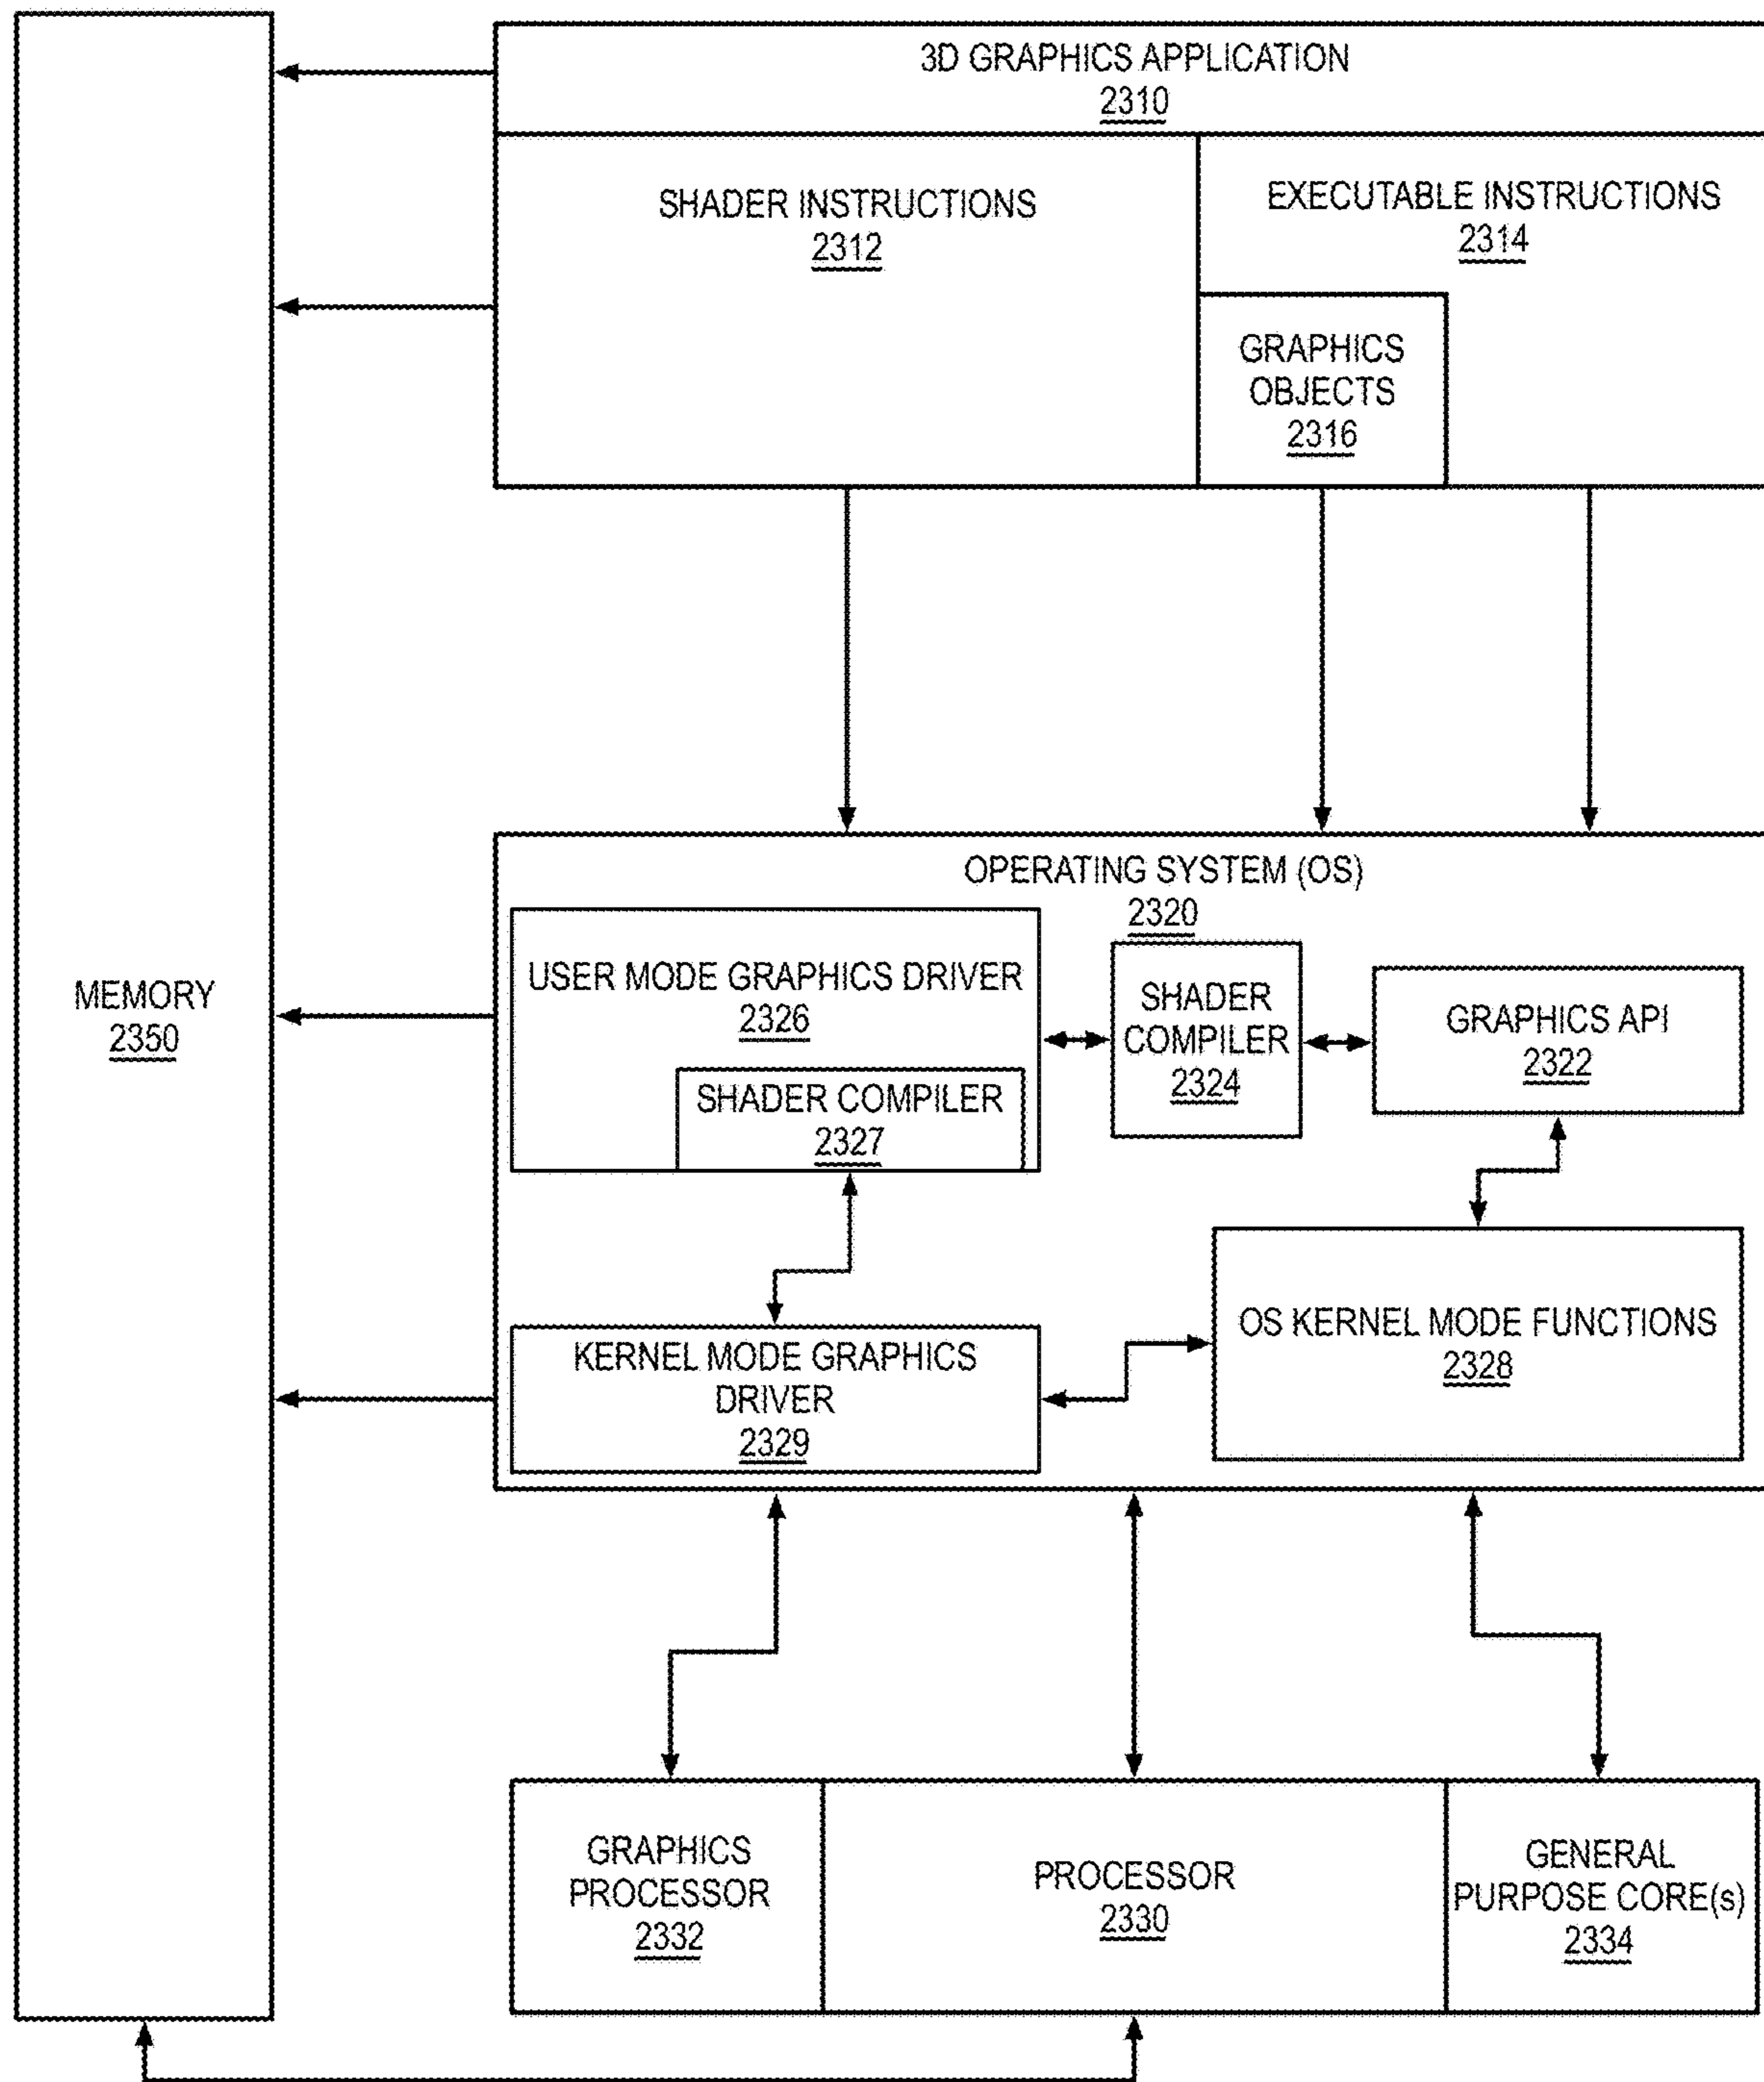 3D GRAPHICS APPLICATION
2310
SHADER INSTRUCTIONS
2312
EXECUTABLE INSTRUCTIONS
2314
GRAPHICS
OBJECTS
2316
MEMORY
2350
OPERATING SYSTEM (OS)
2320
USER MODE GRAPHICS DRIVER
2326
SHADER COMPILER
2327
SHADER
COMPILER
2324
GRAPHICS API
2322
KERNEL MODE GRAPHICS
DRIVER
2329
OS KERNEL MODE FUNCTIONS
2328
GRAPHICS
PROCESSOR
2332
PROCESSOR
2330
GENERAL
PURPOSE CORE(s)
2334